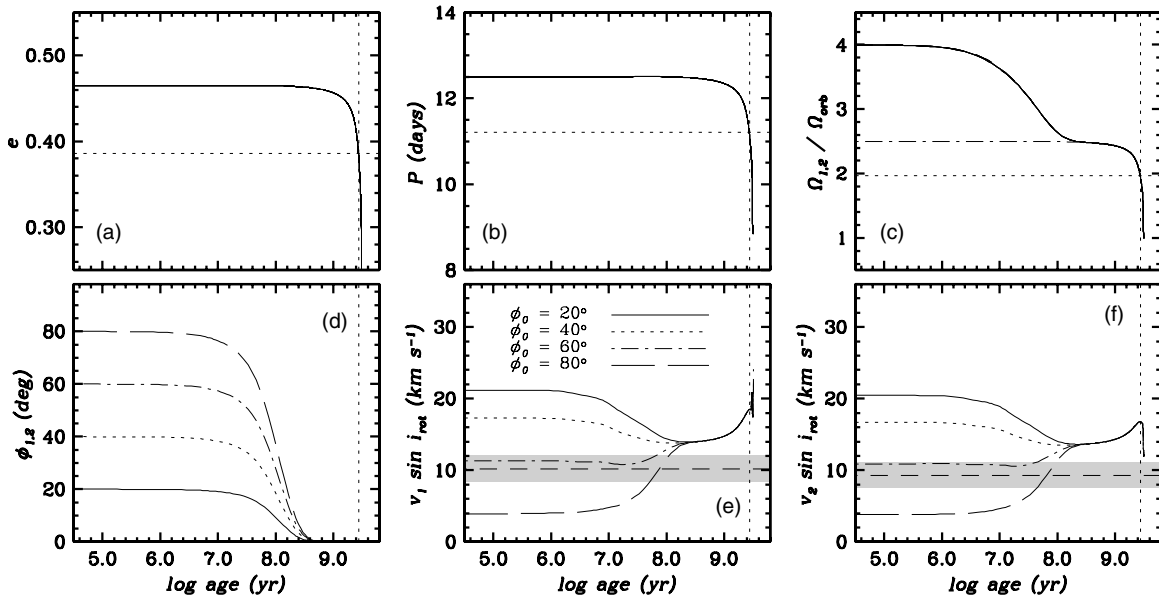 0.50
0.40
0.30
e
(a)
14
12
10
8
P (days)
(b)
4
3
2
1
Ω1,2 / Ωorb
(c)
80
60
40
20
0
ϕ1,2 (deg)
(d)
5.0 6.0 7.0 8.0 9.0
log age (yr)
30
20
10
0
v1 sin irot (km s−1)
ϕ0 = 20°
ϕ0 = 40°
ϕ0 = 60°
ϕ0 = 80°
(e)
5.0 6.0 7.0 8.0 9.0
log age (yr)
30
20
10
0
v2 sin irot (km s−1)
(f)
5.0 6.0 7.0 8.0 9.0
log age (yr)